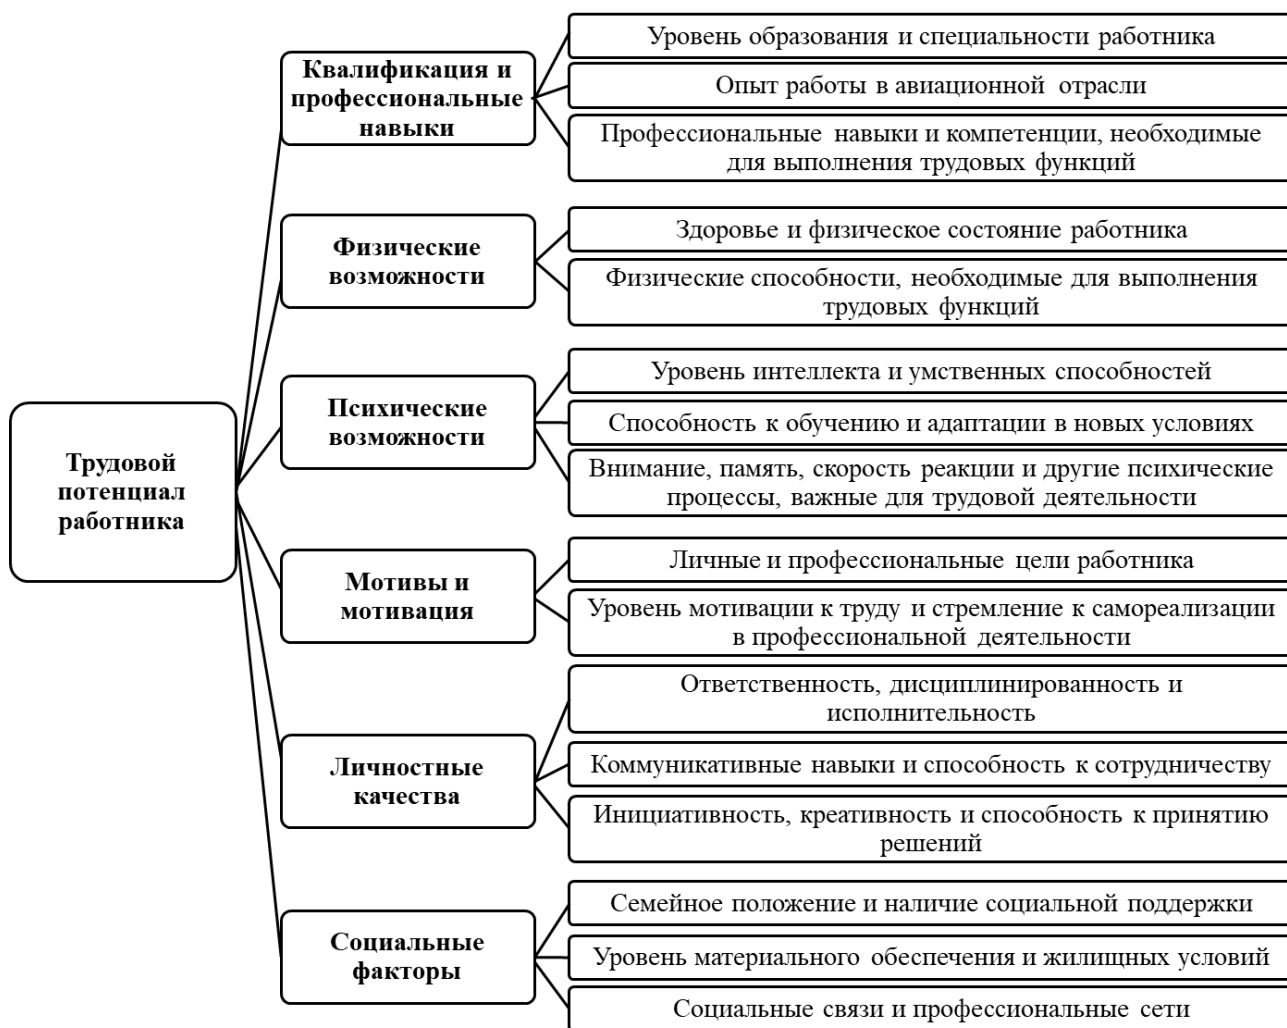 Трудовой
потенциал
работника
Квалификация и
профессиональные
навыки
Уровень образования и специальности работника
Опыт работы в авиационной отрасли
Профессиональные навыки и компетенции, необходимые
для выполнения трудовых функций
Физические
возможности
Здоровье и физическое состояние работника
Физические способности, необходимые для выполнения
трудовых функций
Психические
возможности
Уровень интеллекта и умственных способностей
Способность к обучению и адаптации в новых условиях
Внимание, память, скорость реакции и другие психические
процессы, важные для трудовой деятельности
Мотивы и
мотивация
Личные и профессиональные цели работника
Уровень мотивации к труду и стремление к самореализации
в профессиональной деятельности
Личностные
качества
Ответственность, дисциплинированность и
исполнительность
Коммуникативные навыки и способность к сотрудничеству
Инициативность, креативность и способность к принятию
решений
Социальные
факторы
Семейное положение и наличие социальной поддержки
Уровень материального обеспечения и жилищных условий
Социальные связи и профессиональные сети